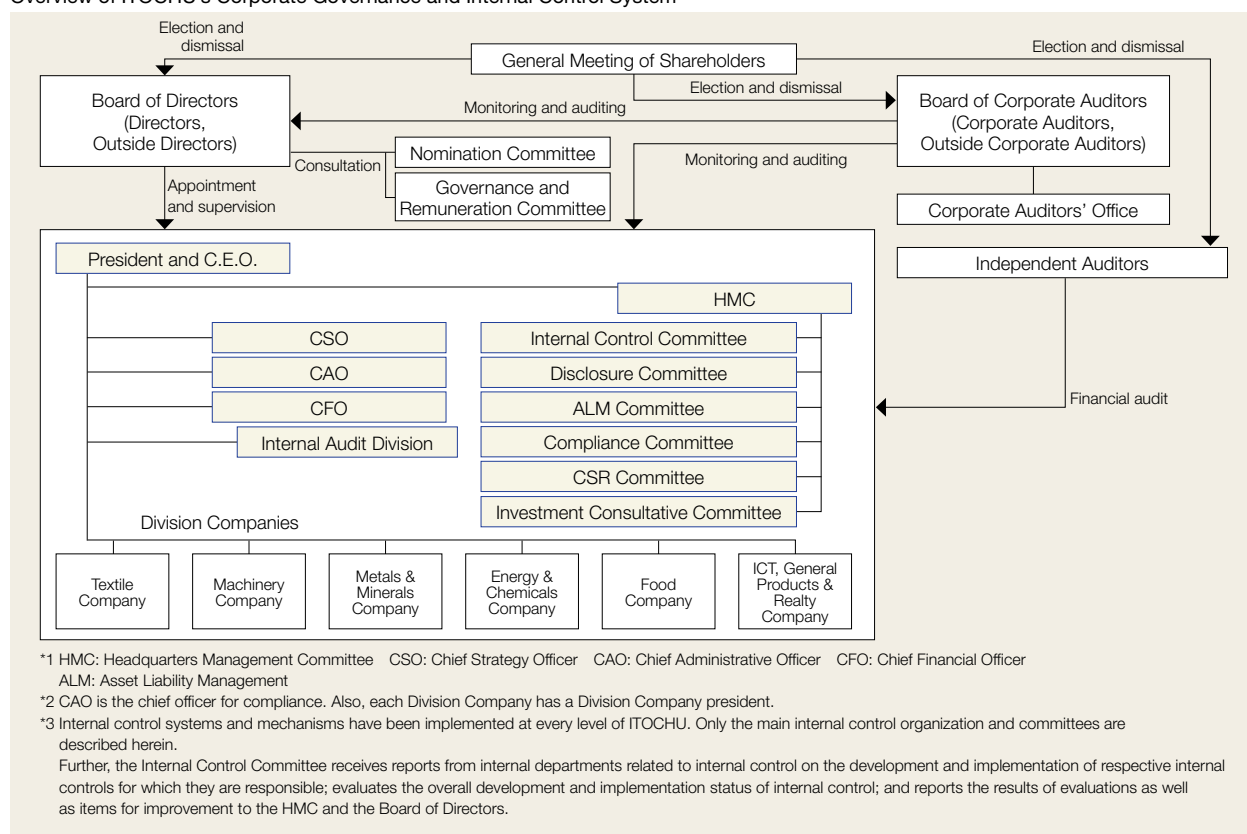 Overview of ITOCHU's Corporate Governance and Internal Control System
Election and
dismissal
General Meeting of Shareholders
Election and dismissal
Election and dismissal
Board of Directors
(Directors,
Outside Directors)
Monitoring and auditing
Board of Corporate Auditors
(Corporate Auditors,
Outside Corporate Auditors)
Consultation
Nomination Committee
Governance and
Remuneration Committee
Monitoring and auditing
Appointment
and supervision
Corporate Auditors' Office
President and C.E.O.
Independent Auditors
HMC
CSO
Internal Control Committee
CAO
Disclosure Committee
CFO
ALM Committee
Financial audit
Internal Audit Division
Compliance Committee
CSR Committee
Investment Consultative Committee
Division Companies
Textile
Company
Machinery
Company
Metals &
Minerals
Company
Energy &
Chemicals
Company
Food
Company
ICT, General
Products &
Realty
Company
*1 HMC: Headquarters Management Committee CSO: Chief Strategy Officer CAO: Chief Administrative Officer CFO: Chief Financial Officer
ALM: Asset Liability Management
*2 CAO is the chief officer for compliance. Also, each Division Company has a Division Company president.
*3 Internal control systems and mechanisms have been implemented at every level of ITOCHU. Only the main internal control organization and committees are
described herein.
Further, the Internal Control Committee receives reports from internal departments related to internal control on the development and implementation of respective internal
controls for which they are responsible; evaluates the overall development and implementation status of internal control; and reports the results of evaluations as well
as items for improvement to the HMC and the Board of Directors.